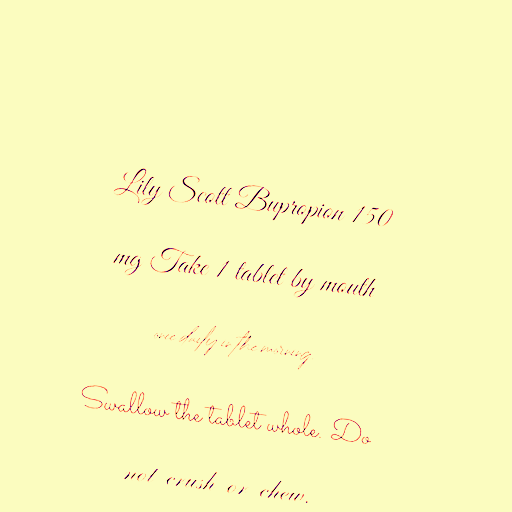 Lily Scott Bupropion 150
mg Take 1 tablet by mouth
daily in the morning
Swallow the tablet whole. Do
not crush or chew.